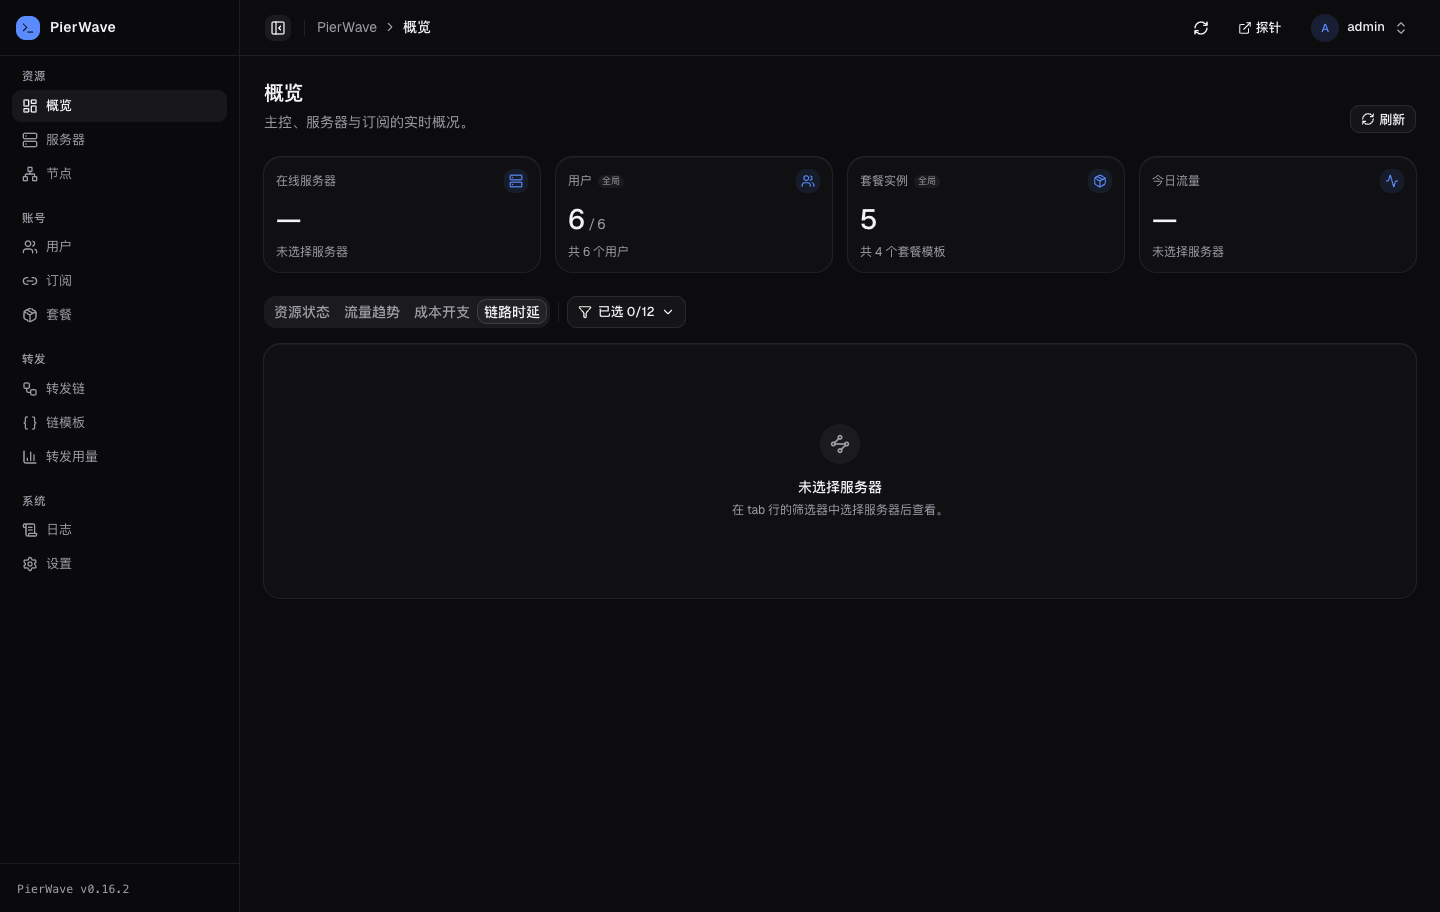 PierWave
PierWave
概览
探针
A
admin
资源
概览
服务器
节点
账号
用户
订阅
套餐
转发
转发链
链模板
转发用量
系统
日志
设置
PierWave v0.16.2
概览
主控、服务器与订阅的实时概况。
刷新
在线服务器
—
未选择服务器
用户 全局
6 / 6
共 6 个用户
套餐实例 全局
5
共 4 个套餐模板
今日流量
—
未选择服务器
资源状态 流量趋势 成本开支 链路时延 已选 0/12
未选择服务器
在 tab 行的筛选器中选择服务器后查看。